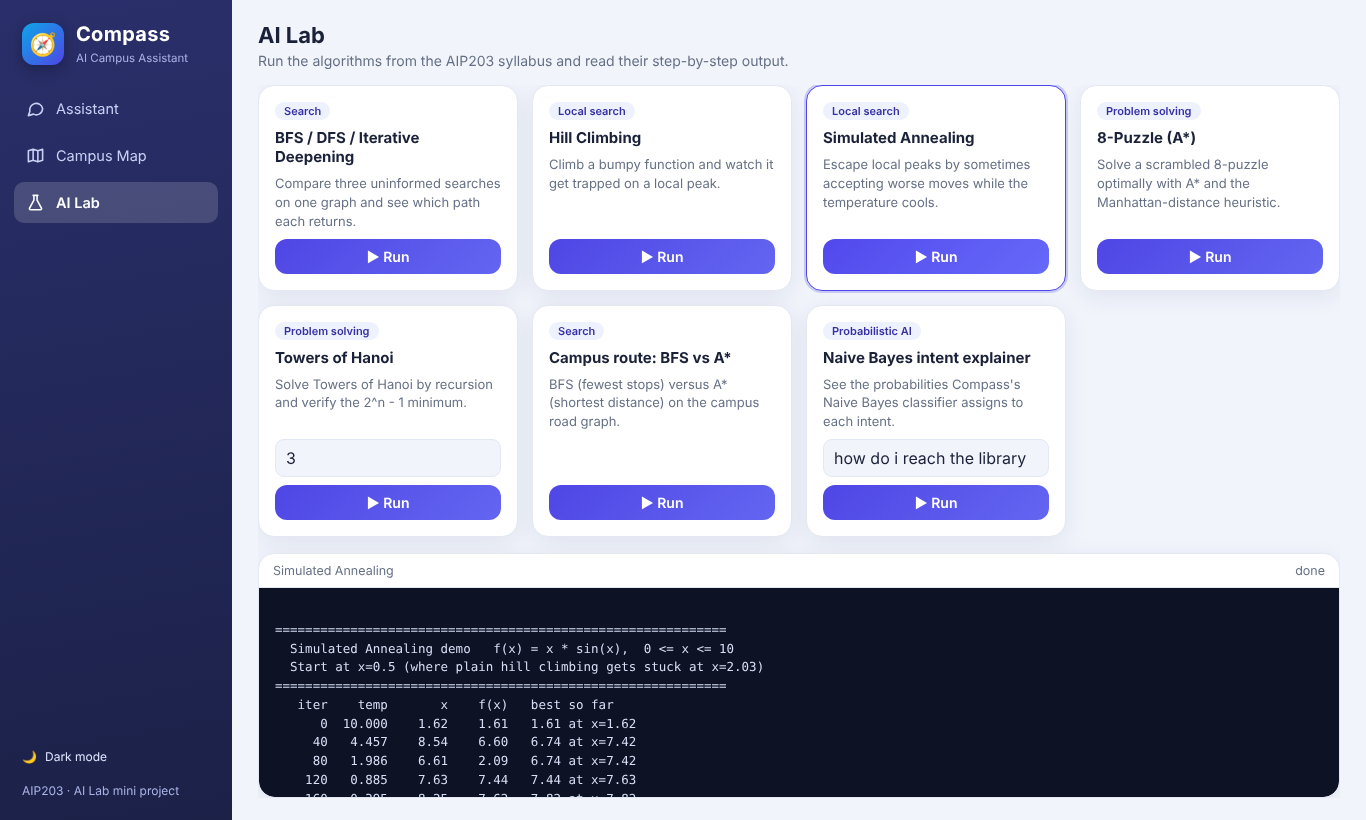 Compass
AI Campus Assistant
Assistant
Campus Map
AI Lab
Dark mode
AIP203 · AI Lab mini project
AI Lab
Run the algorithms from the AIP203 syllabus and read their step-by-step output.
Search
BFS / DFS / Iterative
Deepening
Compare three uninformed searches
on one graph and see which path
each returns.
▶ Run
Local search
Hill Climbing
Climb a bumpy function and watch it
get trapped on a local peak.
▶ Run
Local search
Simulated Annealing
Escape local peaks by sometimes
accepting worse moves while the
temperature cools.
▶ Run
Problem solving
8-Puzzle (A*)
Solve a scrambled 8-puzzle
optimally with A* and the
Manhattan-distance heuristic.
▶ Run
Problem solving
Towers of Hanoi
Solve Towers of Hanoi by recursion
and verify the 2^n - 1 minimum.
3
▶ Run
Search
Campus route: BFS vs A*
BFS (fewest stops) versus A*
(shortest distance) on the campus
road graph.
▶ Run
Probabilistic AI
Naive Bayes intent explainer
See the probabilities Compass's
Naive Bayes classifier assigns to
each intent.
how do i reach the library
▶ Run
Simulated Annealing done
============================================================
Simulated Annealing demo   f(x) = x * sin(x),  0 <= x <= 10
Start at x=0.5 (where plain hill climbing gets stuck at x=2.03)
============================================================
iter    temp       x    f(x)   best so far
0  10.000    1.62    1.61   1.61 at x=1.62
40   4.457    8.54    6.60   6.74 at x=7.42
80   1.986    6.61    2.09   6.74 at x=7.42
120   0.885    7.63    7.44   7.44 at x=7.63